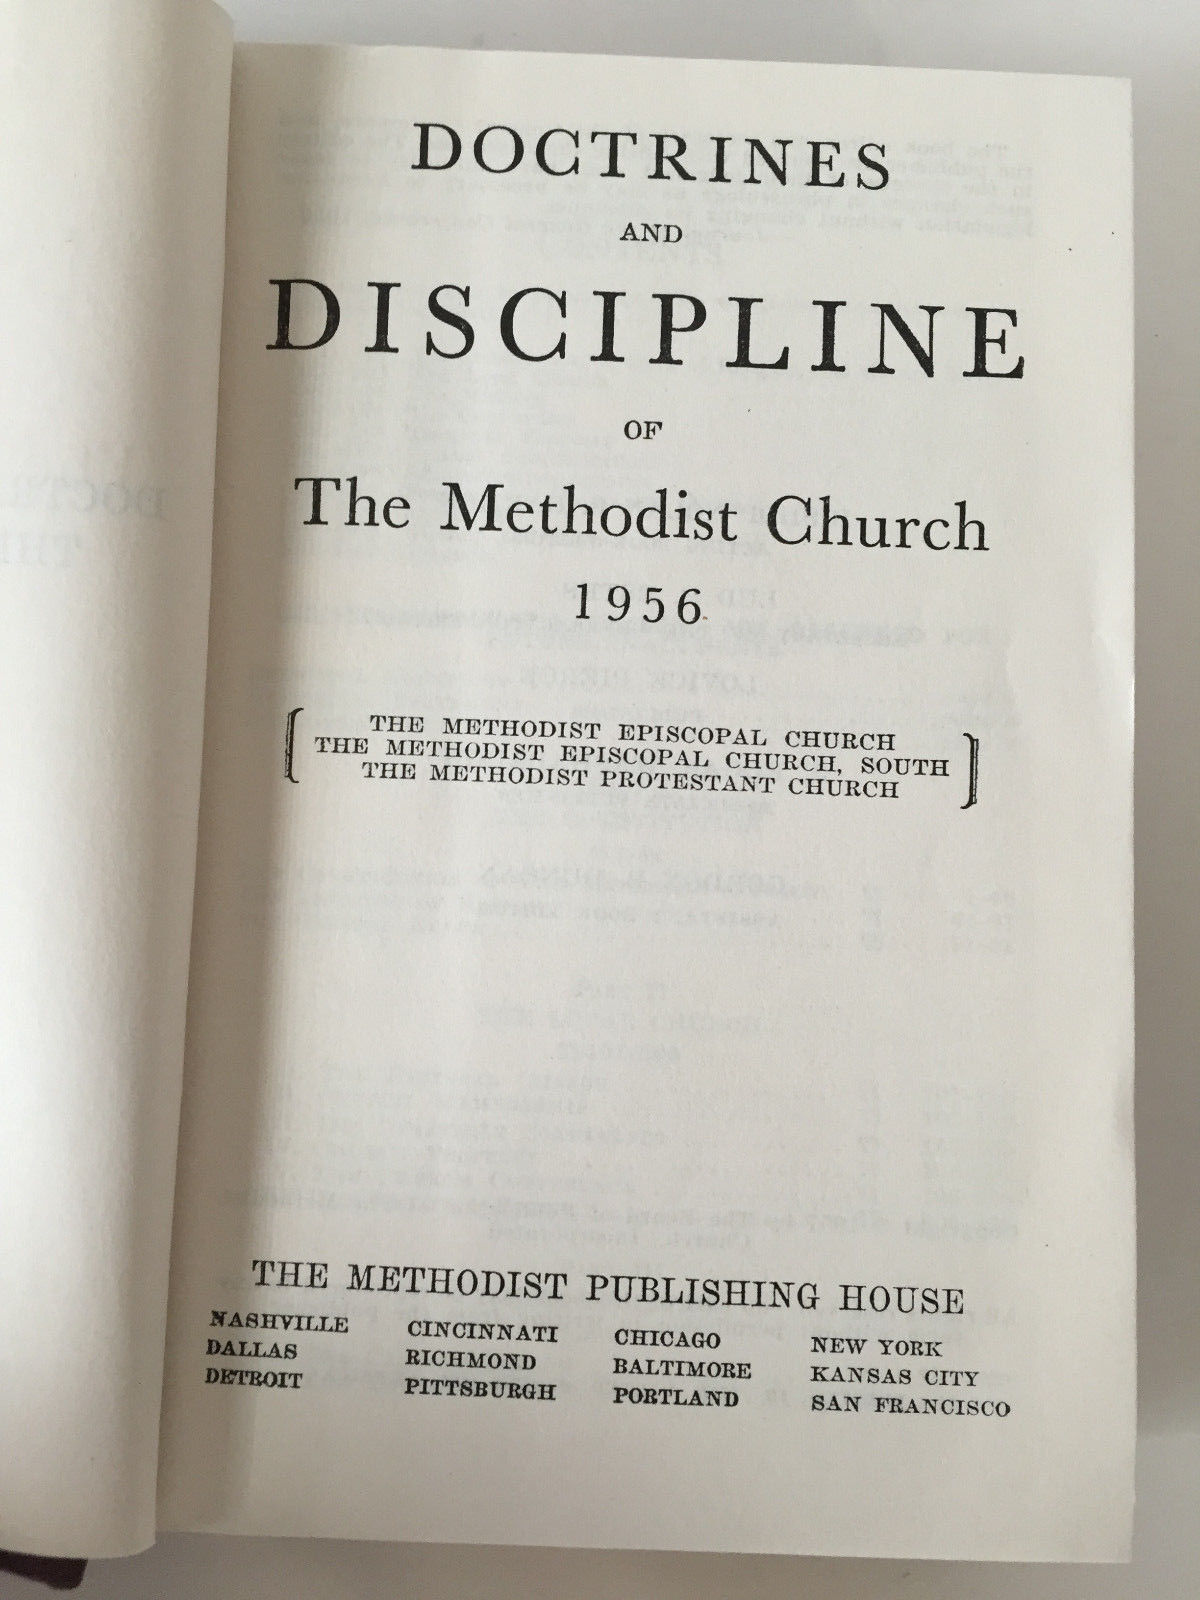 DOCTRINES
AND
DISCIPLINE
OF
The Methodist Church
1956
THE METHODIST EPISCOPAL CHURCH
THE METHODIST EPISCOPAL CHURCH, SOUTH
THE METHODIST PROTESTANT CHURCH
THE METHODIST PUBLISHING HOUSE
NASHVILLE CINCINNATI CHICAGO NEW YORK
DALLAS RICHMOND BALTIMORE KANSAS CITY
DETROIT PITTSBURGH PORTLAND SAN FRANCISCO